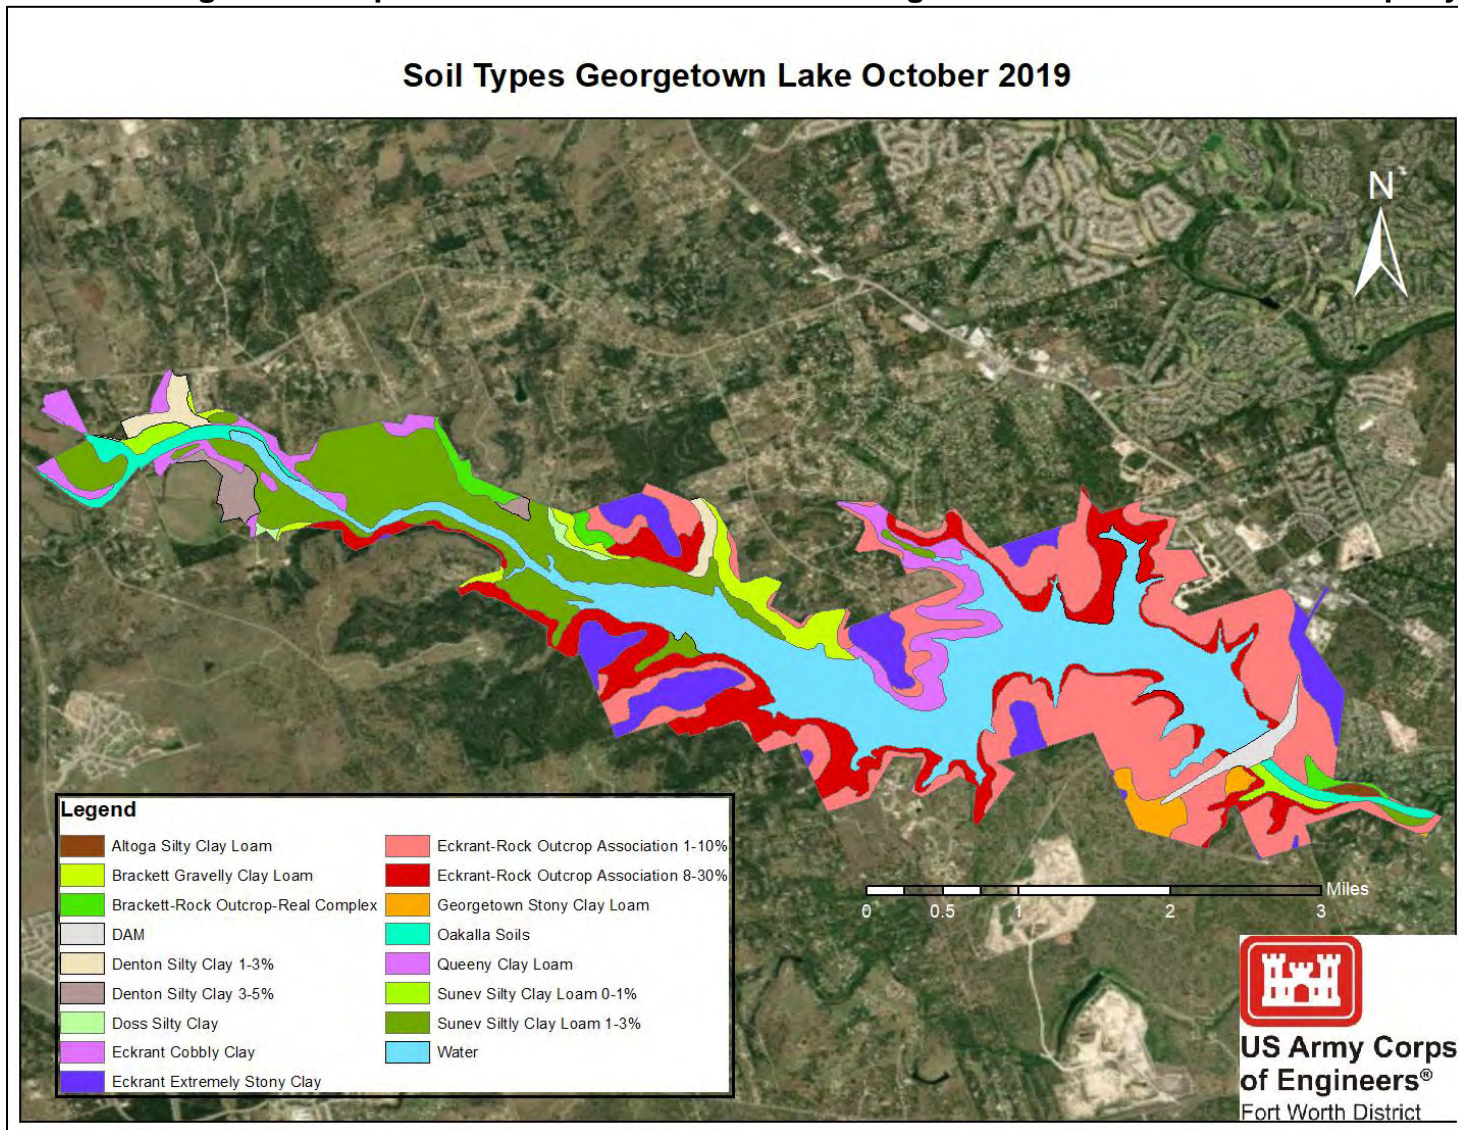 Soil Types Georgetown Lake October 2019
N
Legend
Altoga Silty Clay Loam
Brackett Gravelly Clay Loam
Brackett-Rock Outcrop-Real Complex
DAM
Denton Silty Clay 1-3%
Denton Silty Clay 3-5%
Doss Silty Clay
Eckrant Cobbly Clay
Eckrant Extremely Stony Clay
Eckrant-Rock Outcrop Association 1-10%
Eckrant-Rock Outcrop Association 8-30%
Georgetown Stony Clay Loam
Oakalla Soils
Queeny Clay Loam
Sunev Silty Clay Loam 0-1%
Sunev Siltly Clay Loam 1-3%
Water
Miles
0 0.5 1 2 3
US Army Corps
of Engineers®
Fort Worth District